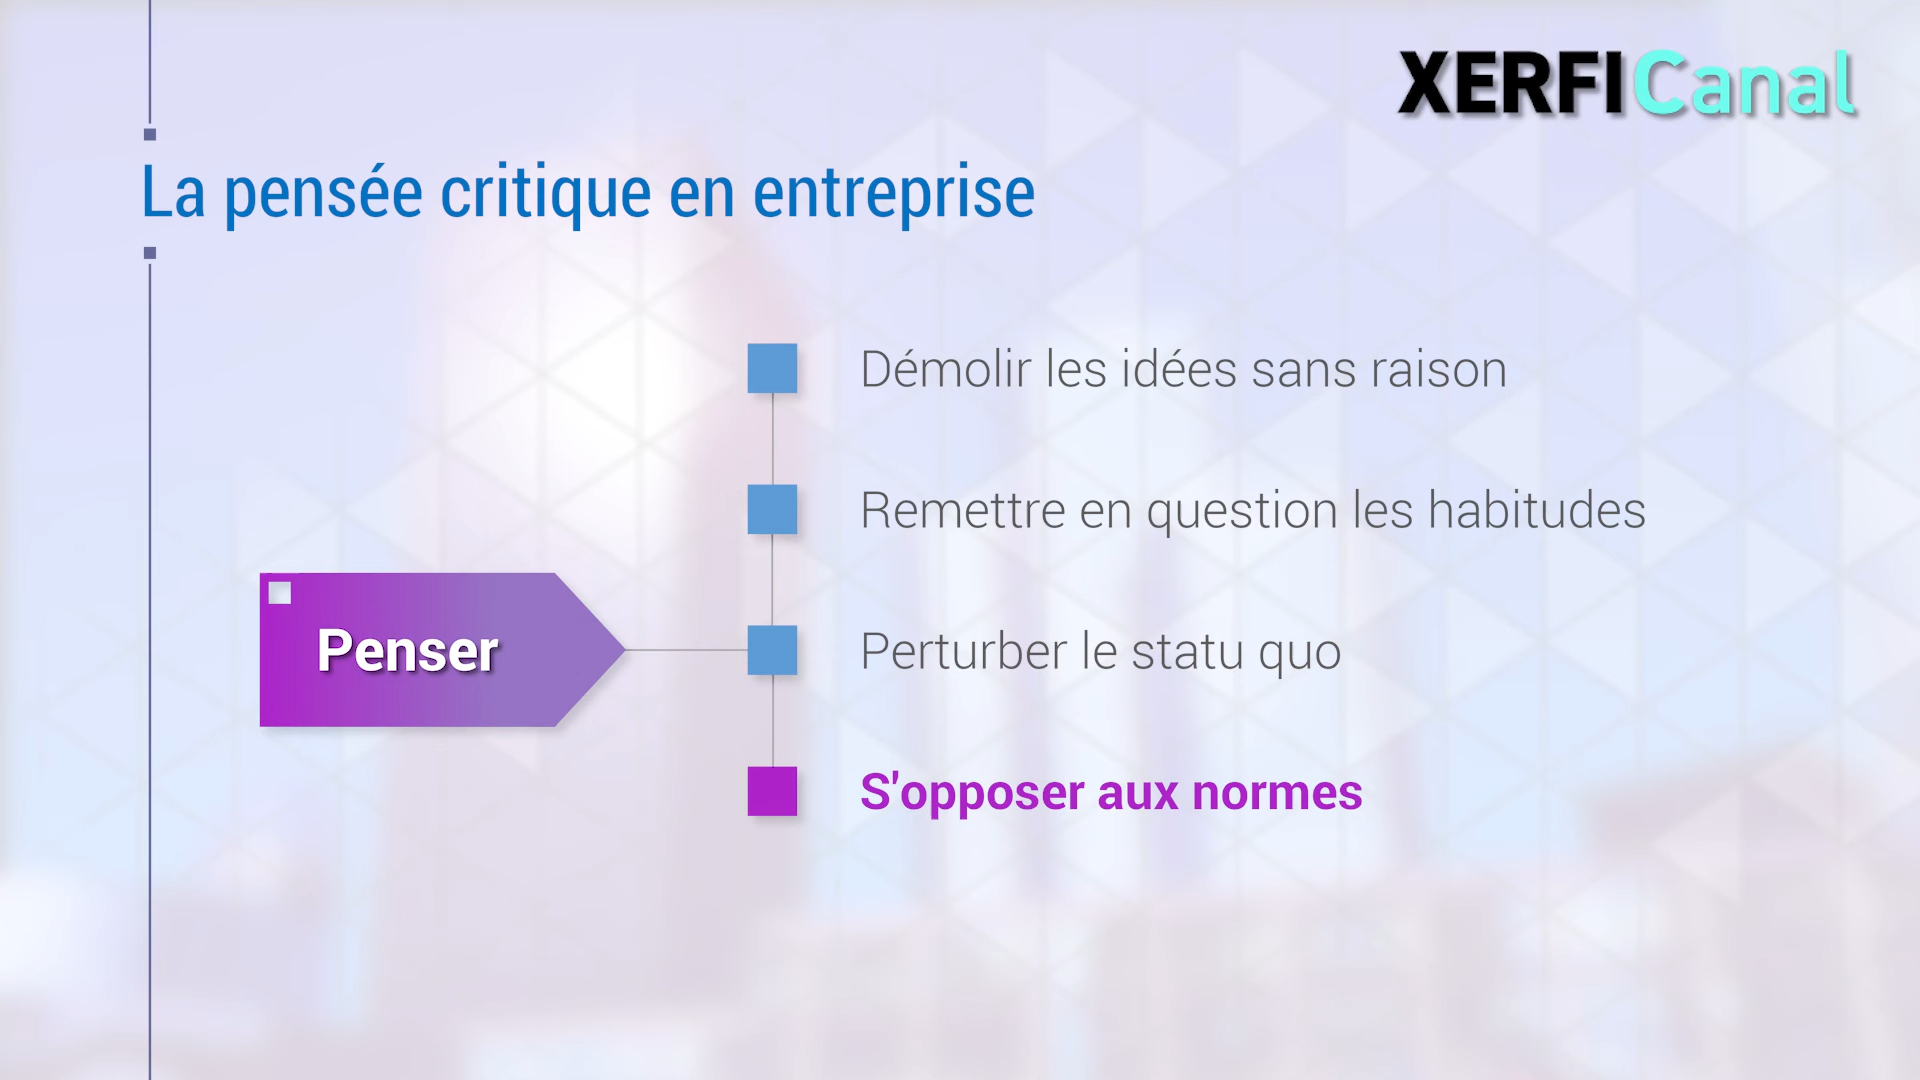 XERFI Canal
La pensée critique en entreprise
Démolir les idées sans raison
Remettre en question les habitudes
Penser
Perturber le statu quo
S'opposer aux normes